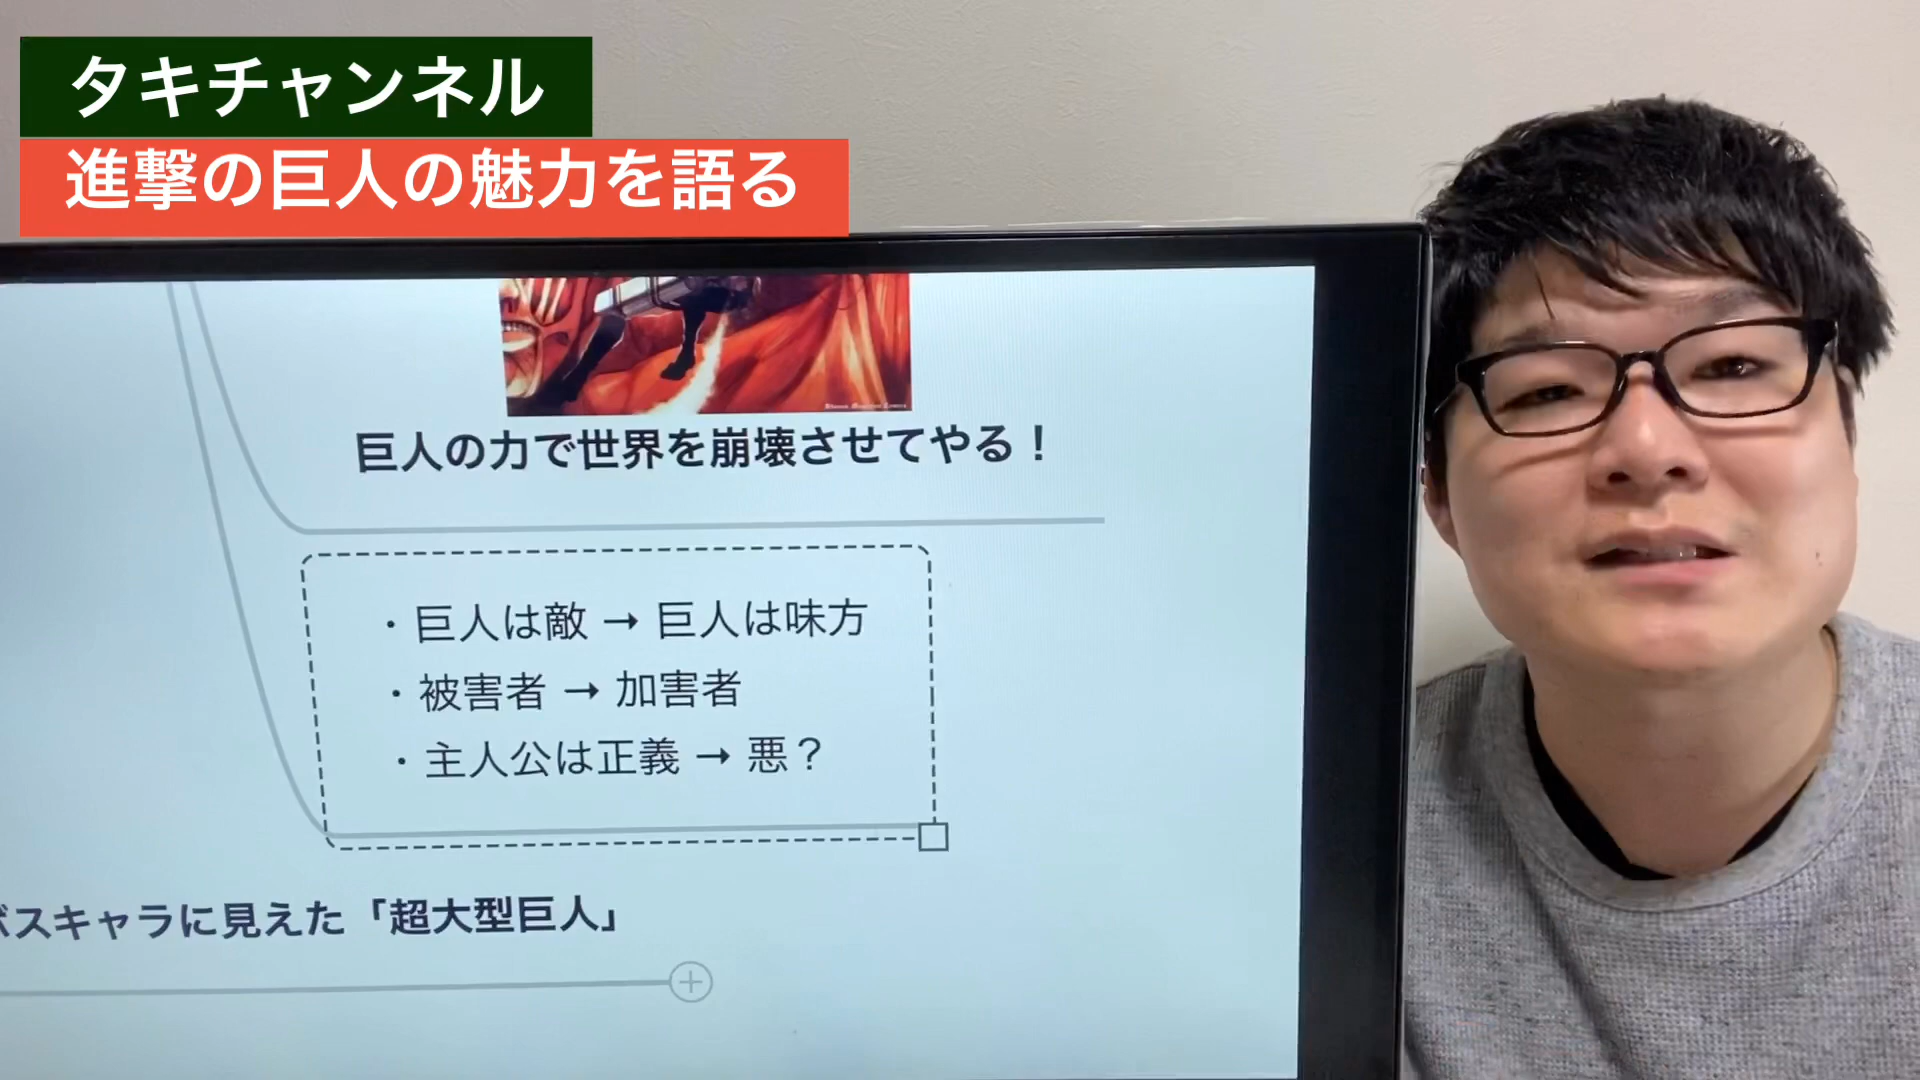 タキチャンネル
進撃の巨人の魅力を語る
巨人の力で世界を崩壊させてやる！
・巨人は敵 → 巨人は味方
・被害者 → 加害者
・主人公は正義 → 悪？
ボスキャラに見えた「超大型巨人」